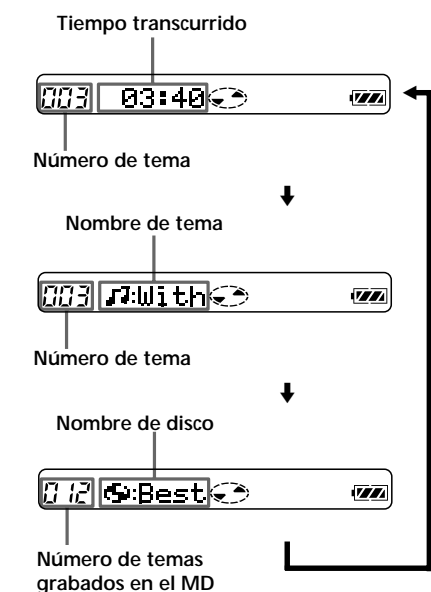 Tiempo transcurrido
003 03:40
Número de tema
Nombre de tema
003 ♫:With
Número de tema
Nombre de disco
012 :Best
Número de temas
grabados en el MD